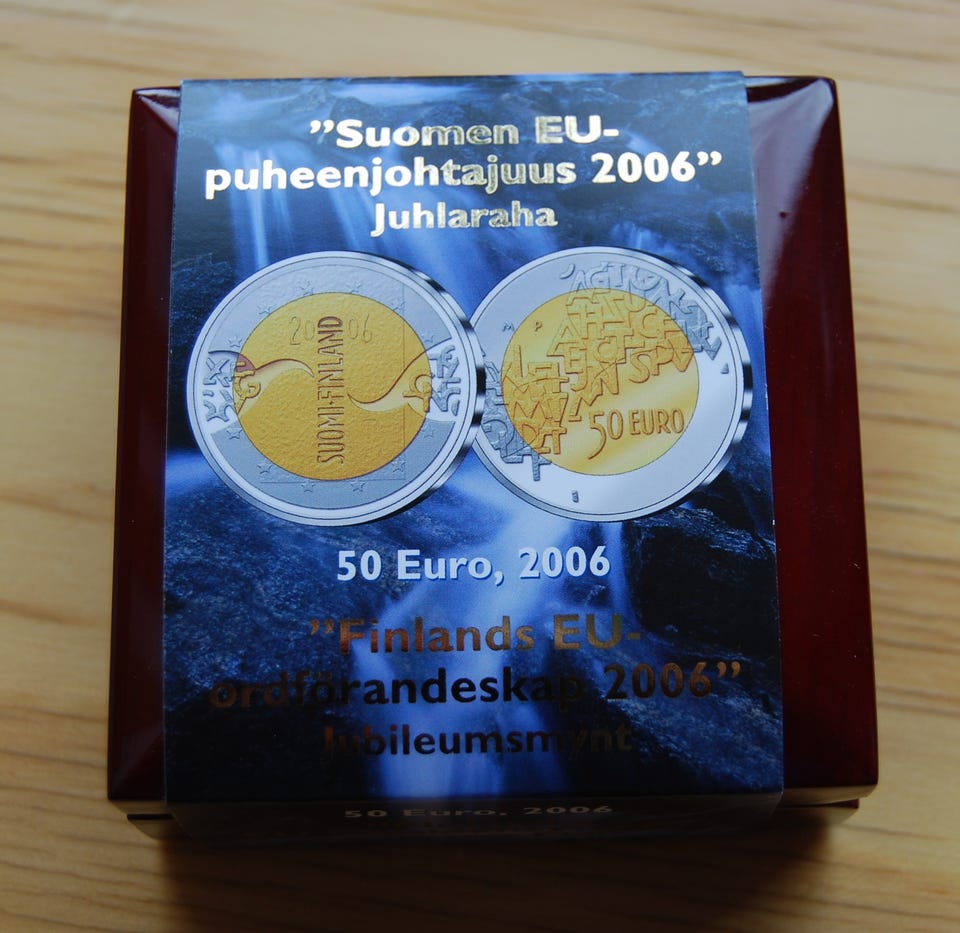 ”Suomen EU-
puheenjohtajuus 2006”
Juhlaraha
2006
SUOMI-FINLAND
M P
50 EURO
50 Euro, 2006
”Finlands EU-
ordförandeskap 2006”
Jubileumsmynt
50 Euro, 2006